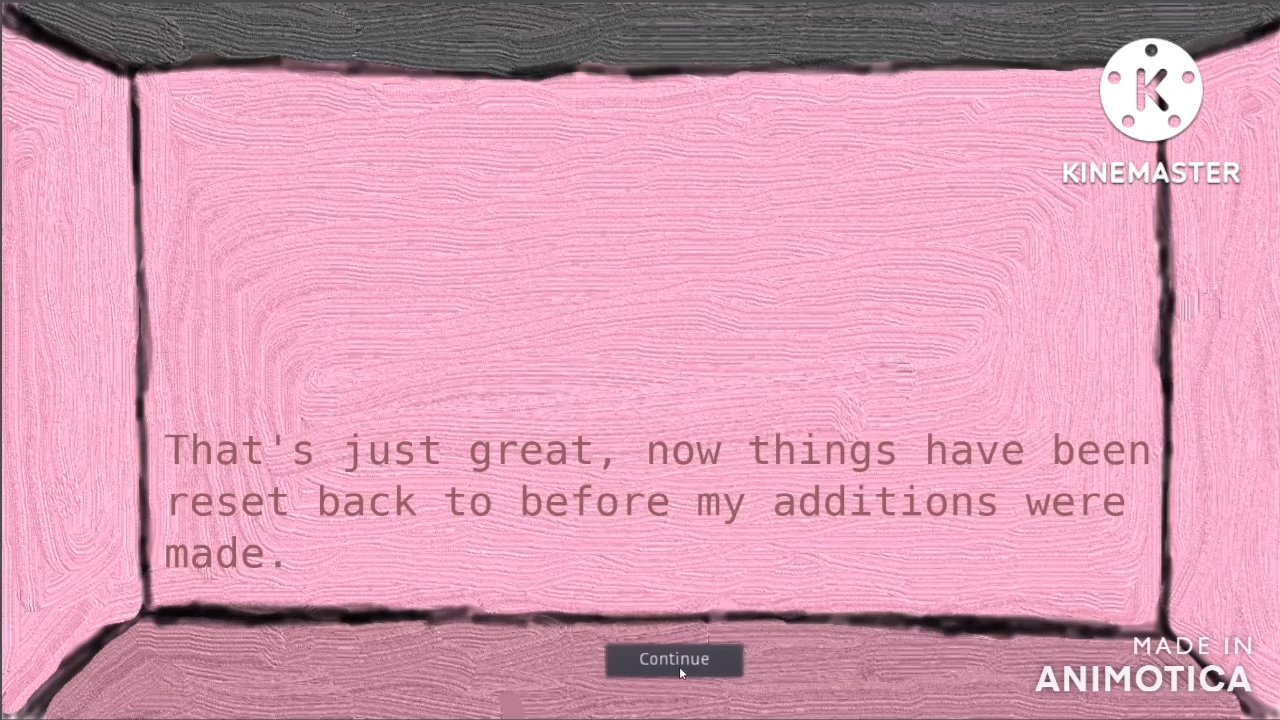 K
KINEMASTER
That's just great, now things have been
reset back to before my additions were
made.
Continue
MADE IN
ANIMOTICA